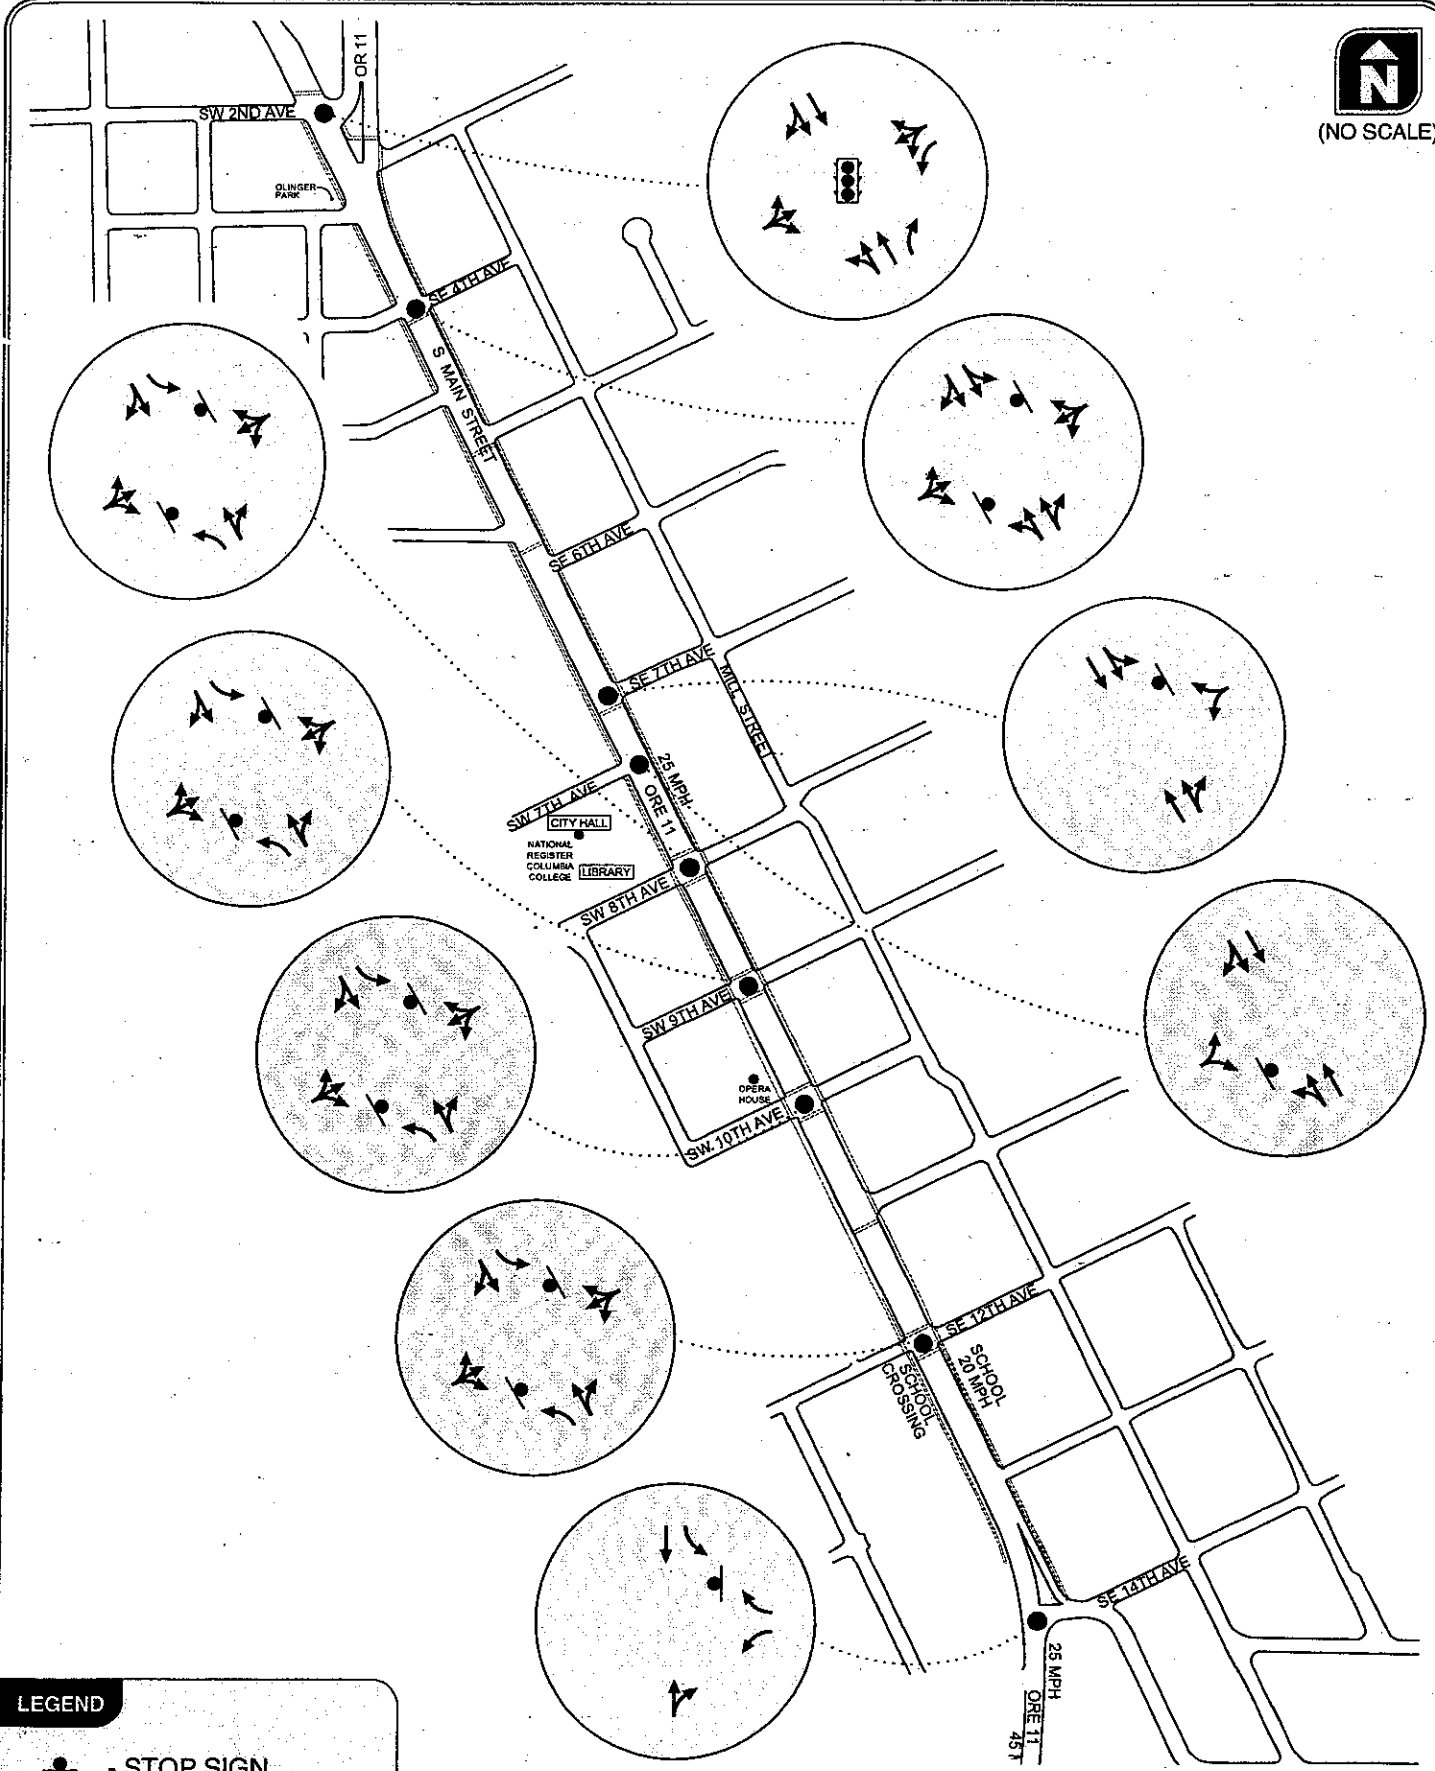 OR 11
N
(NO SCALE)
SW 2ND AVE
OLINGER
PARK
SE 4TH AVE
S MAIN STREET
SE 6TH AVE
SE 7TH AVE
MILL STREET
25 MPH
ORE 11
SW 7TH AVE
CITY HALL
NATIONAL
REGISTER
COLUMBIA
COLLEGE
LIBRARY
SW 8TH AVE
SW 9TH AVE
OPERA
HOUSE
SW. 10TH AVE
SE 12TH AVE
SCHOOL
20 MPH
SCHOOL
CROSSING
SE 14TH AVE
25 MPH
ORE 11
LEGEND
- STOP SIGN